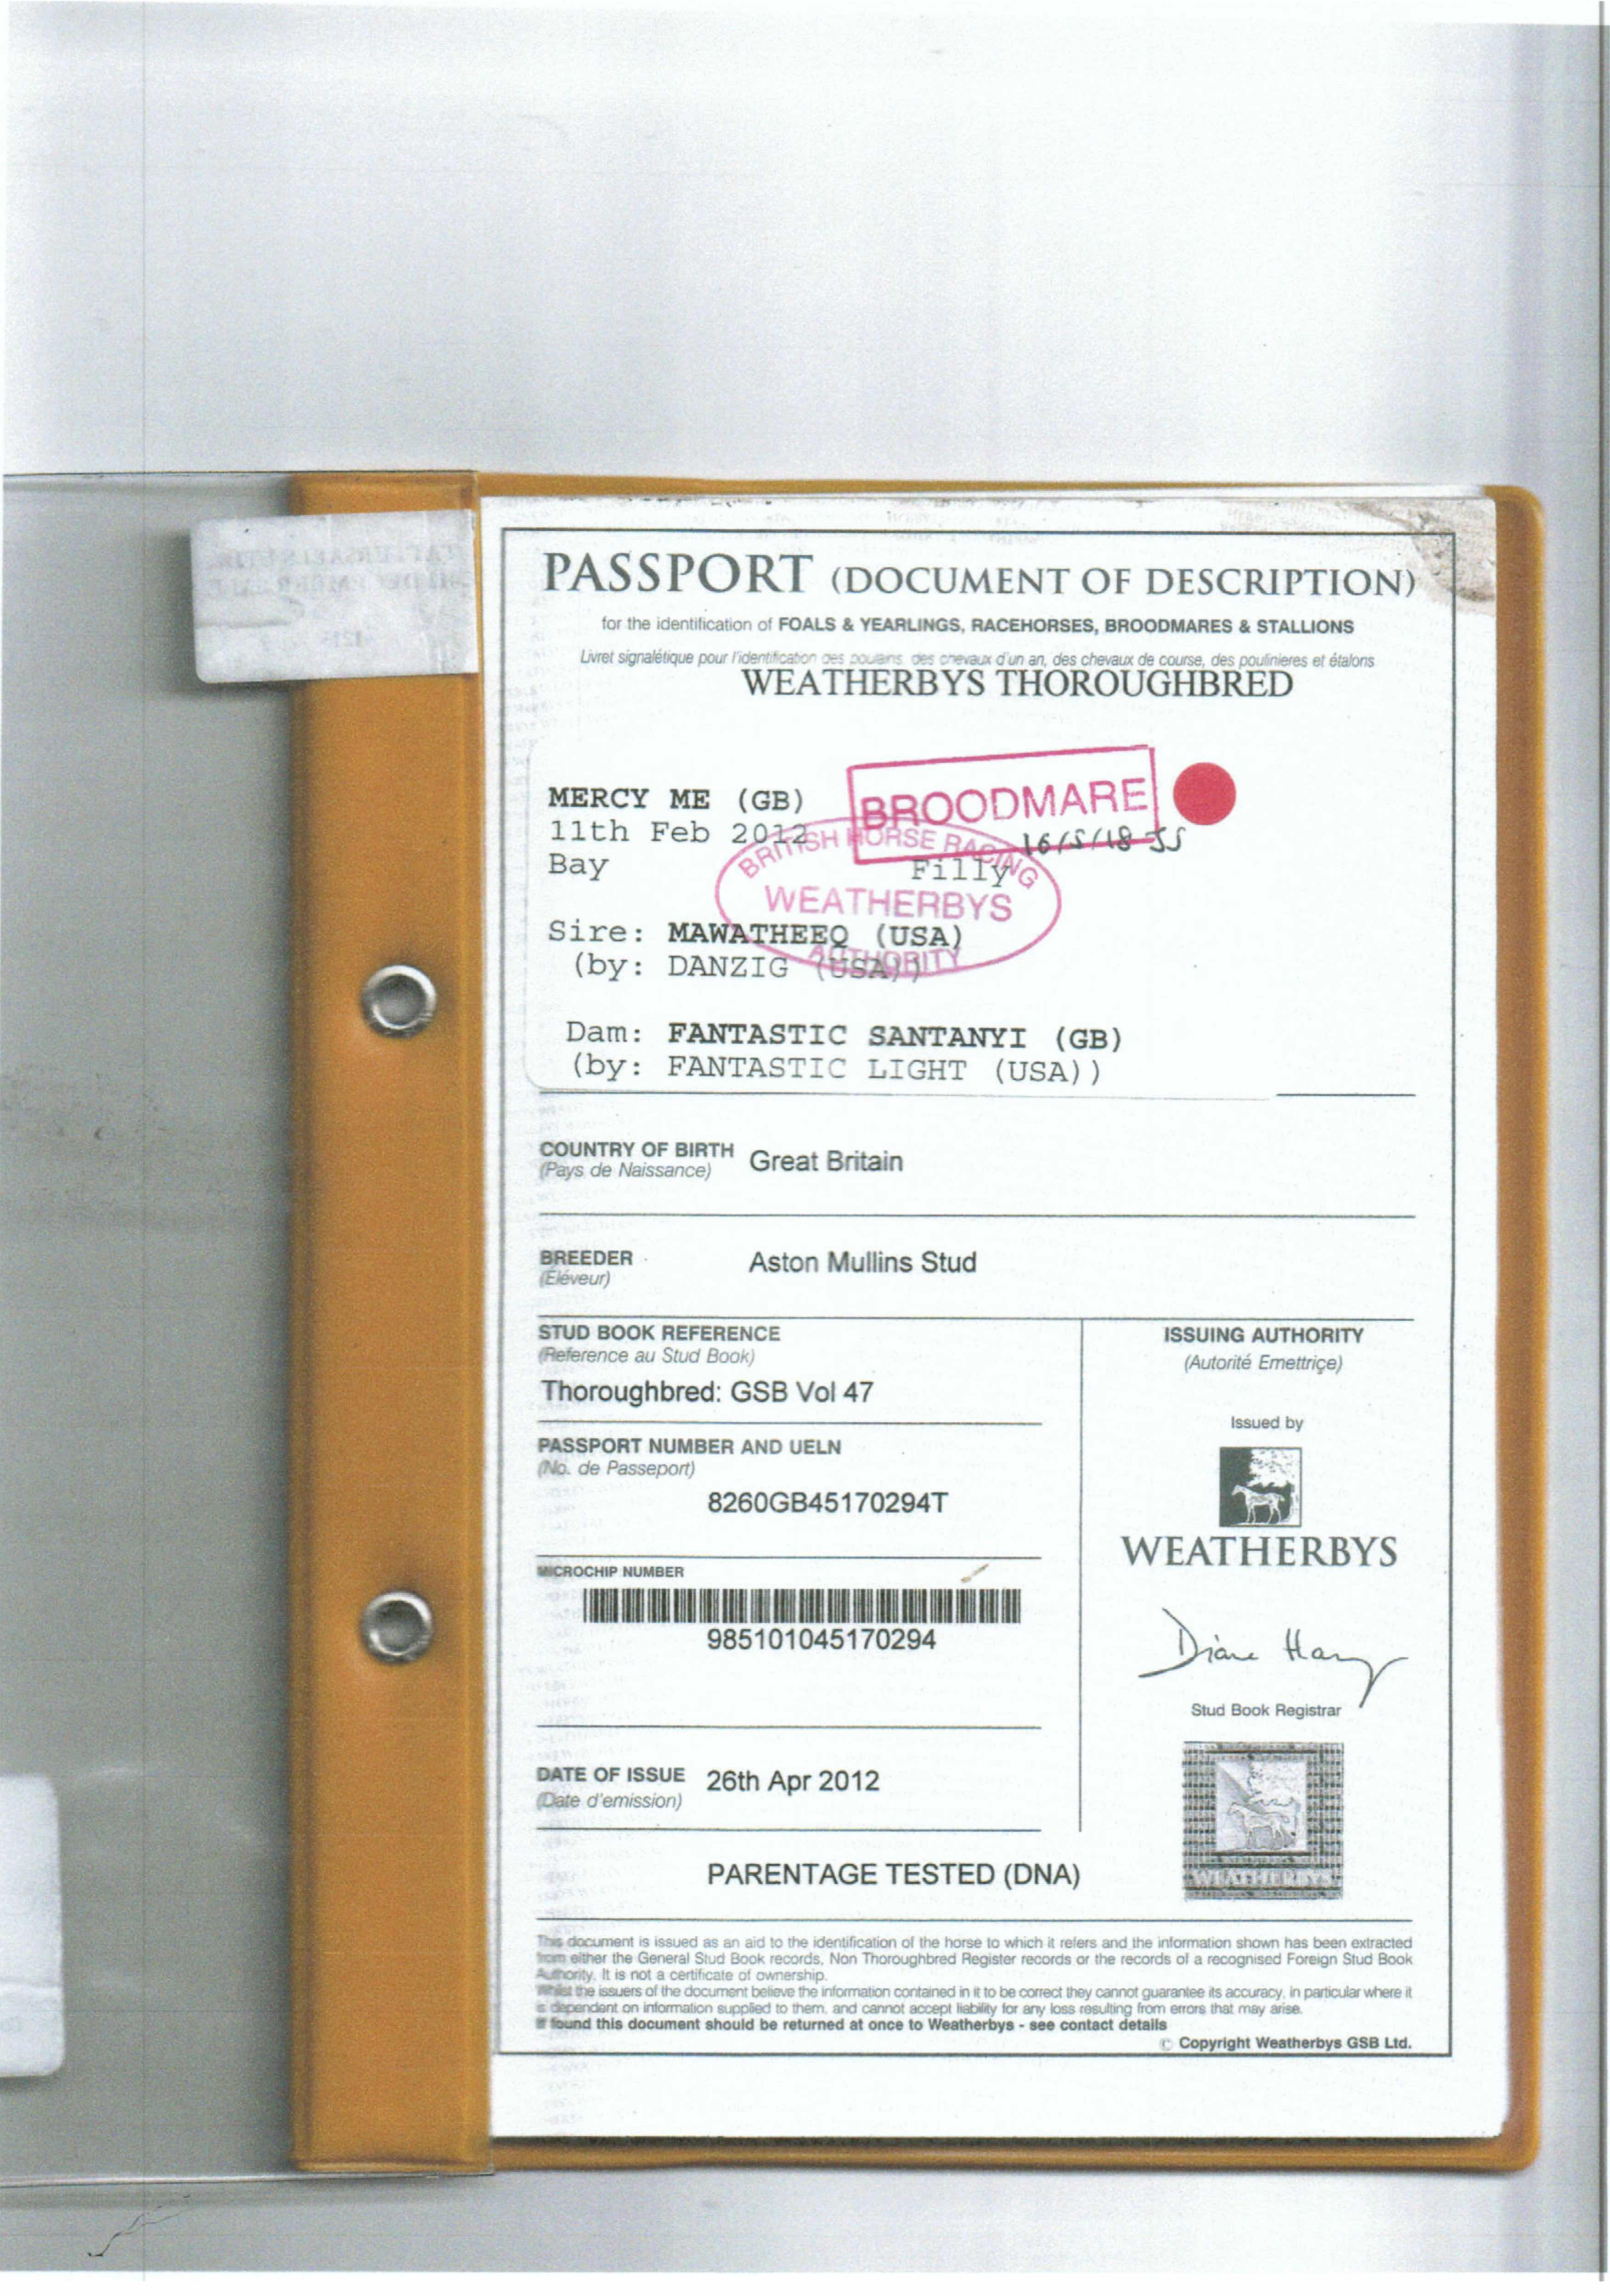 PASSPORT (DOCUMENT OF DESCRIPTION)
for the identification of FOALS & YEARLINGS, RACEHORSES, BROODMARES & STALLIONS
Livret signalétique pour l'identification des poulains, des chevaux d'un an, des chevaux de course, des poulinieres et étalons
WEATHERBYS THOROUGHBRED
MERCY ME (GB)
BROODMARE
11th Feb 2012
16/5/18 JS
Bay Filly
BRITISH HORSE RACING
WEATHERBYS
AUTHORITY
Sire: MAWATHEEQ (USA)
(by: DANZIG (USA))
Dam: FANTASTIC SANTANYI (GB)
(by: FANTASTIC LIGHT (USA))
COUNTRY OF BIRTH Great Britain
(Pays de Naissance)
BREEDER Aston Mullins Stud
(Eléveur)
STUD BOOK REFERENCE
(Reference au Stud Book)
Thoroughbred: GSB Vol 47
PASSPORT NUMBER AND UELN
(No. de Passeport)
8260GB45170294T
MICROCHIP NUMBER
985101045170294
DATE OF ISSUE 26th Apr 2012
(Date d'emission)
ISSUING AUTHORITY
(Autorité Emettriçe)
Issued by
WEATHERBYS
Stud Book Registrar
WEATHERBYS
PARENTAGE TESTED (DNA)
This document is issued as an aid to the identification of the horse to which it refers and the information shown has been extracted
from either the General Stud Book records, Non Thoroughbred Register records or the records of a recognised Foreign Stud Book
Authority. It is not a certificate of ownership.
Whilst the issuers of the document believe the information contained in it to be correct they cannot guarantee its accuracy, in particular where it
is dependant on information supplied to them, and cannot accept liability for any loss resulting from errors that may arise.
If found this document should be returned at once to Weatherbys - see contact details
© Copyright Weatherbys GSB Ltd.